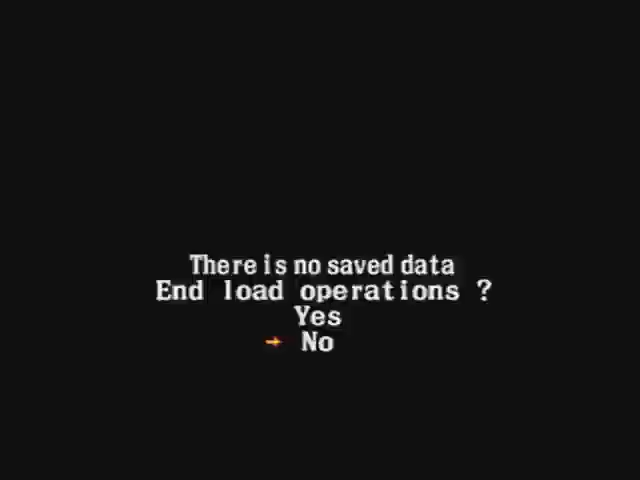 There is no saved data
End load operations ?
Yes
No